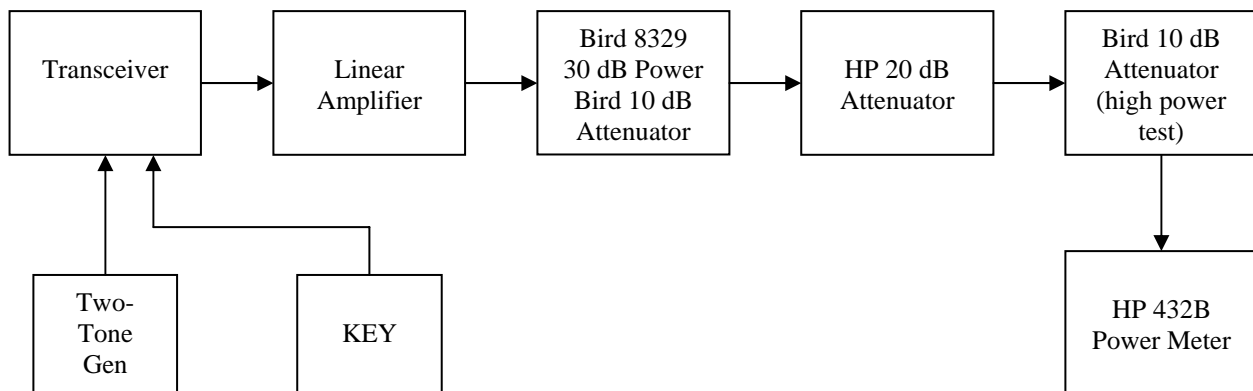 Transceiver
Linear
Amplifier
Bird 8329
30 dB Power
Bird 10 dB
Attenuator
HP 20 dB
Attenuator
Bird 10 dB
Attenuator
(high power
test)
Two-
Tone
Gen
KEY
HP 432B
Power Meter